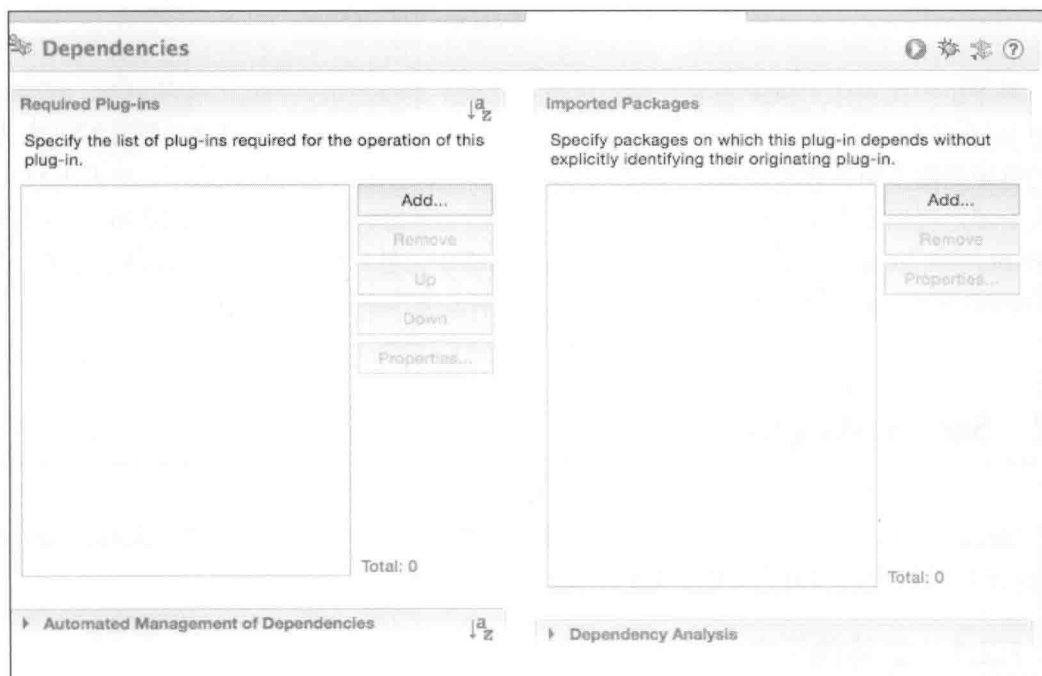 Dependencies
Required Plug-ins
Specify the list of plug-ins required for the operation of this
plug-in.
Add...
Remove
Up
Down
Properties...
Total: 0
Automated Management of Dependencies
Imported Packages
Specify packages on which this plug-in depends without
explicitly identifying their originating plug-in.
Add...
Remove
Properties...
Total: 0
Dependency Analysis